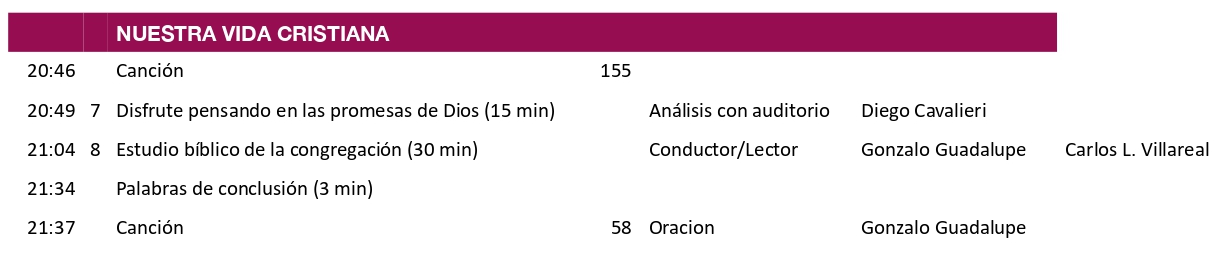 NUESTRA VIDA CRISTIANA
20:46 Canción 155
20:49 7 Disfrute pensando en las promesas de Dios (15 min) Análisis con auditorio Diego Cavalieri
21:04 8 Estudio bíblico de la congregación (30 min) Conductor/Lector Gonzalo Guadalupe Carlos L. Villareal
21:34 Palabras de conclusión (3 min)
21:37 Canción 58 Oracion Gonzalo Guadalupe